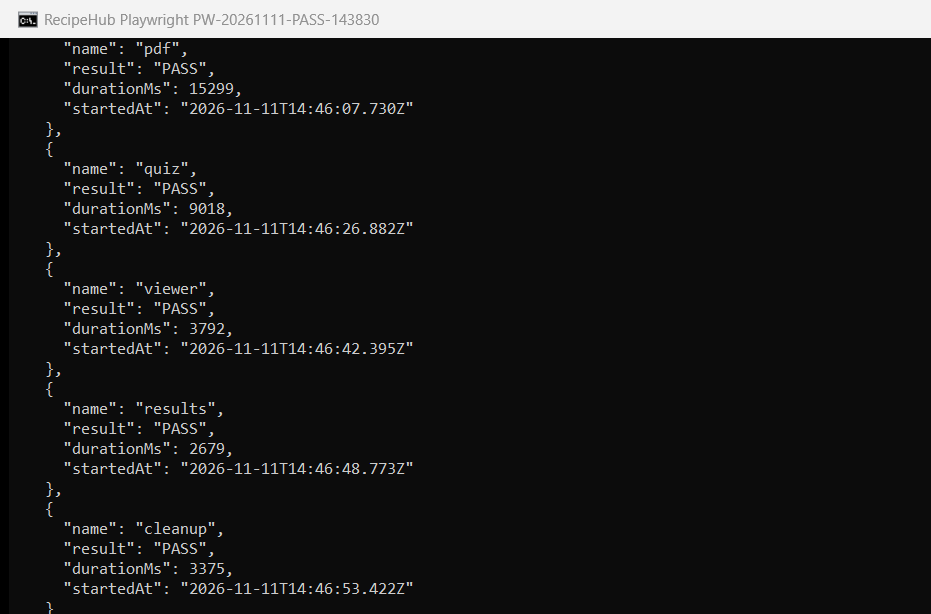 RecipeHub Playwright PW-20261111-PASS-143830
"name": "pdf",
"result": "PASS",
"durationMs": 15299,
"startedAt": "2026-11-11T14:46:07.730Z"
},
{
"name": "quiz",
"result": "PASS",
"durationMs": 9018,
"startedAt": "2026-11-11T14:46:26.882Z"
},
{
"name": "viewer",
"result": "PASS",
"durationMs": 3792,
"startedAt": "2026-11-11T14:46:42.395Z"
},
{
"name": "results",
"result": "PASS",
"durationMs": 2679,
"startedAt": "2026-11-11T14:46:48.773Z"
},
{
"name": "cleanup",
"result": "PASS",
"durationMs": 3375,
"startedAt": "2026-11-11T14:46:53.422Z"
}